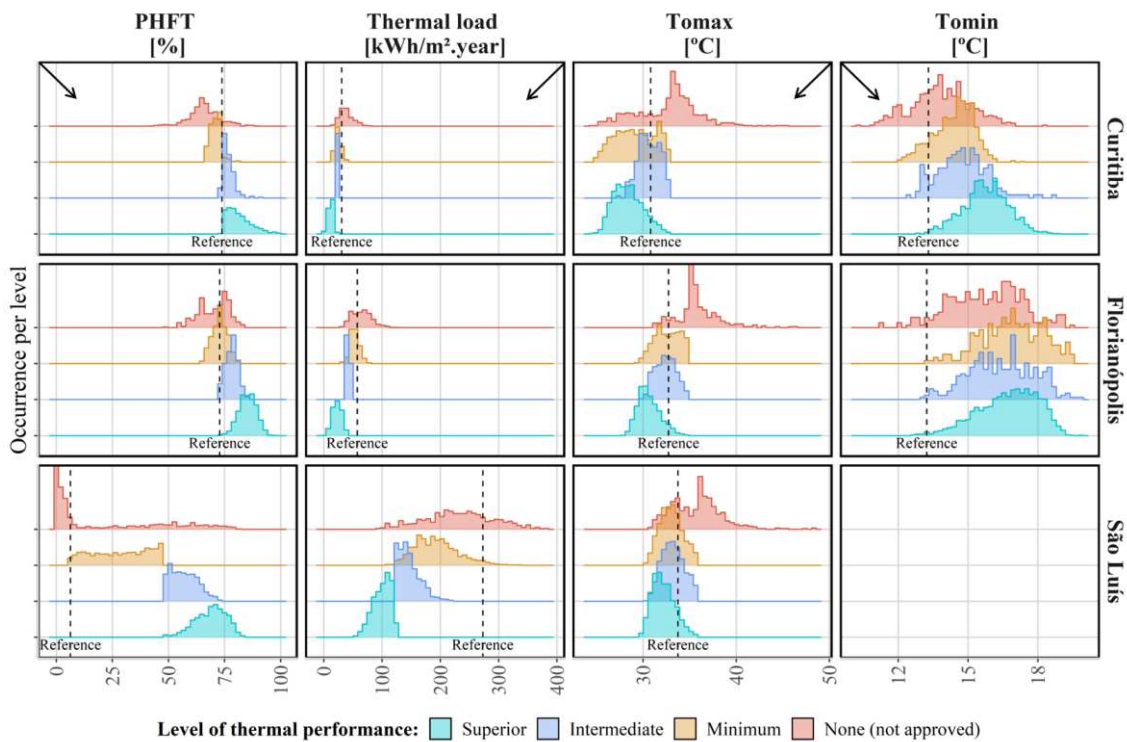 PHFT
[%]
Thermal load
[kWh/m².year]
Tomax
[ºC]
Tomin
[ºC]
Occurrence per level
Reference
Reference
Reference
Reference
Curitiba
Reference
Reference
Reference
Reference
Florianópolis
Reference
Reference
Reference
São Luís
0 25 50 75 100
0 100 200 300 400
30 40 50
12 15 18
Level of thermal performance: Superior Intermediate Minimum None (not approved)